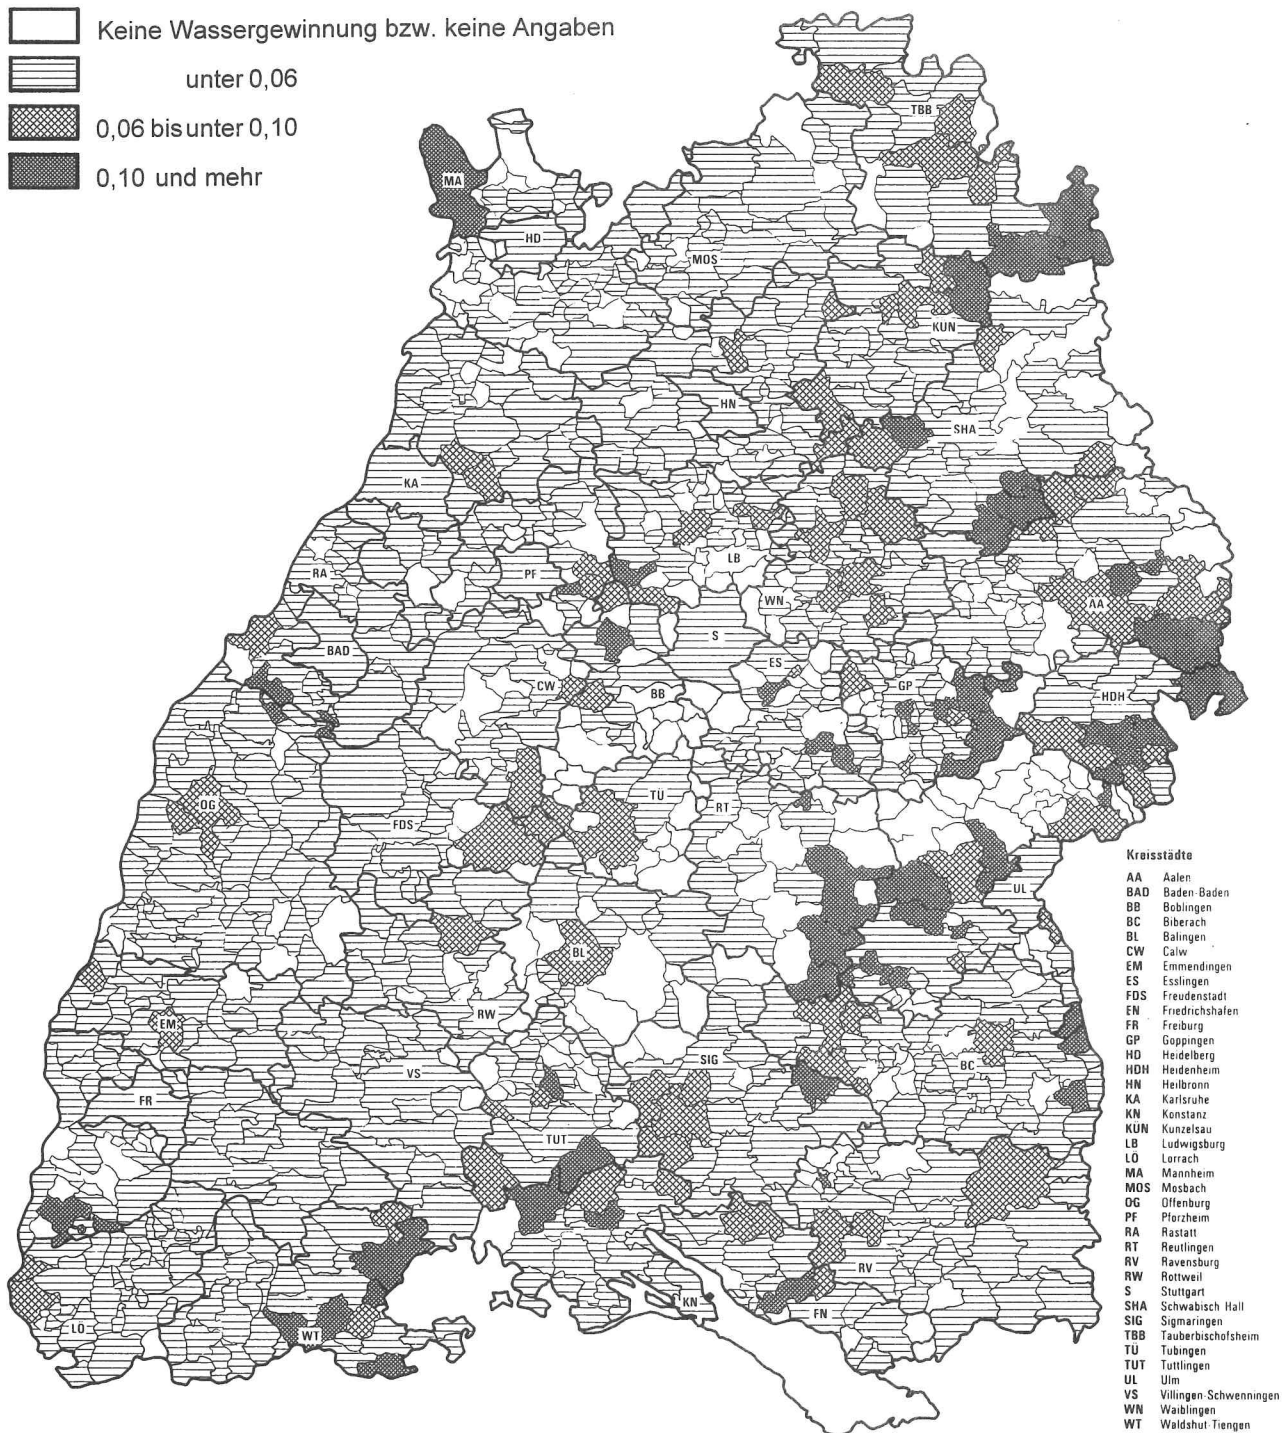 Keine Wassergewinnung bzw. keine Angaben
unter 0,06
0,06 bis unter 0,10
0,10 und mehr
TBB
MA
HD
MOS
KÜN
HN
SHA
KA
LB
RA
PF
WN
AA
S
BAD
ES
CW
BB
GP
HDH
TÜ
RT
OG
FDS
UL
BL
RW
EM
SIG
BC
VS
FR
TUT
RV
KN
FN
LÖ
WT
Kreisstädte
AA Aalen
BAD Baden-Baden
BB Boblingen
BC Biberach
BL Balingen
CW Calw
EM Emmendingen
ES Esslingen
FDS Freudenstadt
EN Friedrichshafen
FR Freiburg
GP Goppingen
HD Heidelberg
HDH Heidenheim
HN Heilbronn
KA Karlsruhe
KN Konstanz
KÜN Kunzelsau
LB Ludwigsburg
LÖ Lorrach
MA Mannheim
MOS Mosbach
OG Offenburg
PF Pforzheim
RA Rastatt
RT Reutlingen
RV Ravensburg
RW Rottweil
S Stuttgart
SHA Schwabisch Hall
SIG Sigmaringen
TBB Tauberbischofsheim
TÜ Tubingen
TUT Tuttlingen
UL Ulm
VS Villingen-Schwenningen
WN Waiblingen
WT Waldshut-Tiengen